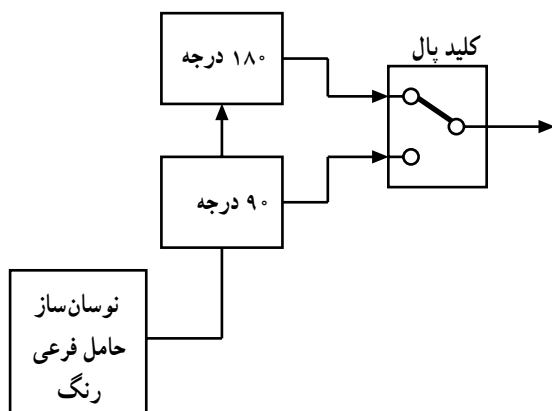 ۱۸۰ درجه
کلید پال
۹۰ درجه
نوسان‌ساز
حامل فرعی
رنگ